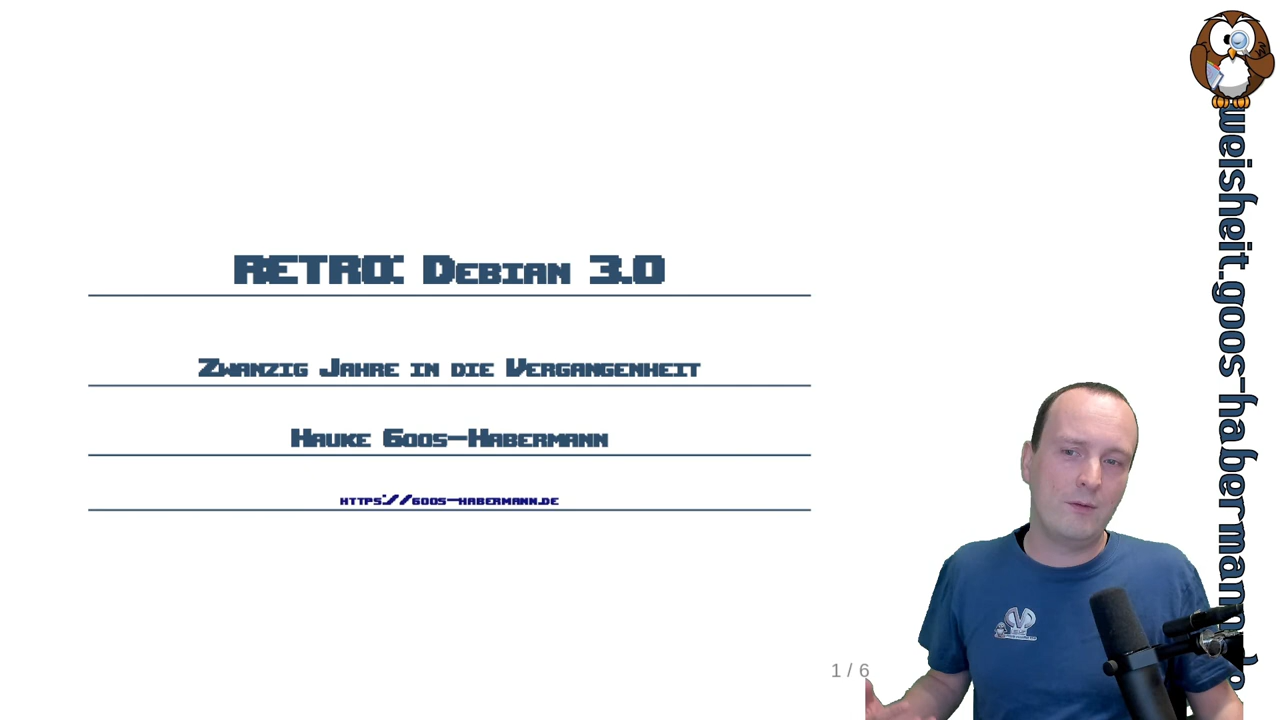 RETRO: Debian 3.0
Zwanzig Jahre in die Vergangenheit
Hauke Goos-Habermann
https://goos-habermann.de
1 / 6
weisheit.goos-habermann.de